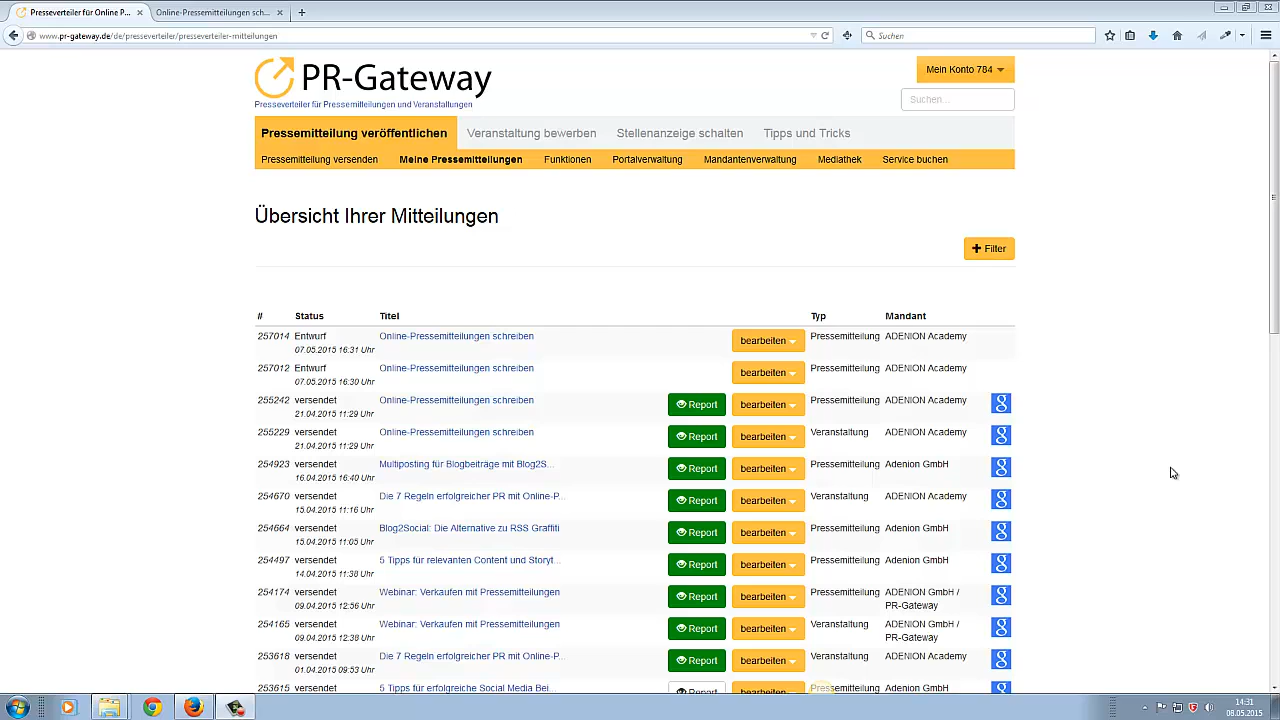 Presseverteiler für Online P...
Online-Pressemitteilungen sch...
www.pr-gateway.de/de/presseverteiler/presseverteiler-mitteilungen
Suchen
PR-Gateway
Presseverteiler für Pressemitteilungen und Veranstaltungen
Mein Konto 784
Suchen...
Pressemitteilung veröffentlichen Veranstaltung bewerben Stellenanzeige schalten Tipps und Tricks
Pressemitteilung versenden Meine Pressemitteilungen Funktionen Portalverwaltung Mandantenverwaltung Mediathek Service buchen
Übersicht Ihrer Mitteilungen
Filter
# Status Titel Typ Mandant
257014 Entwurf Online-Pressemitteilungen schreiben bearbeiten Pressemitteilung ADENION Academy
07.05.2015 16:31 Uhr
257012 Entwurf Online-Pressemitteilungen schreiben bearbeiten Pressemitteilung ADENION Academy
07.05.2015 16:30 Uhr
255242 versendet Online-Pressemitteilungen schreiben Report bearbeiten Pressemitteilung ADENION Academy g
21.04.2015 11:29 Uhr
255229 versendet Online-Pressemitteilungen schreiben Report bearbeiten Veranstaltung ADENION Academy g
21.04.2015 11:29 Uhr
254923 versendet Multiposting für Blogbeiträge mit Blog2S... Report bearbeiten Pressemitteilung Adenion GmbH g
16.04.2015 16:40 Uhr
254670 versendet Die 7 Regeln erfolgreicher PR mit Online-P... Report bearbeiten Veranstaltung ADENION Academy g
15.04.2015 11:16 Uhr
254664 versendet Blog2Social: Die Alternative zu RSS Graffiti Report bearbeiten Pressemitteilung Adenion GmbH g
15.04.2015 11:05 Uhr
254497 versendet 5 Tipps für relevanten Content und Storyt... Report bearbeiten Pressemitteilung Adenion GmbH g
14.04.2015 11:38 Uhr
254174 versendet Webinar: Verkaufen mit Pressemitteilungen Report bearbeiten Pressemitteilung ADENION GmbH / g
09.04.2015 12:56 Uhr PR-Gateway
254165 versendet Webinar: Verkaufen mit Pressemitteilungen Report bearbeiten Veranstaltung ADENION GmbH / g
09.04.2015 12:38 Uhr PR-Gateway
253618 versendet Die 7 Regeln erfolgreicher PR mit Online-P... Report bearbeiten Veranstaltung ADENION Academy g
01.04.2015 09:53 Uhr
253615 versendet 5 Tipps für erfolgreiche Social Media Bei... Report bearbeiten Pressemitteilung Adenion GmbH g
14:31
08.05.2015